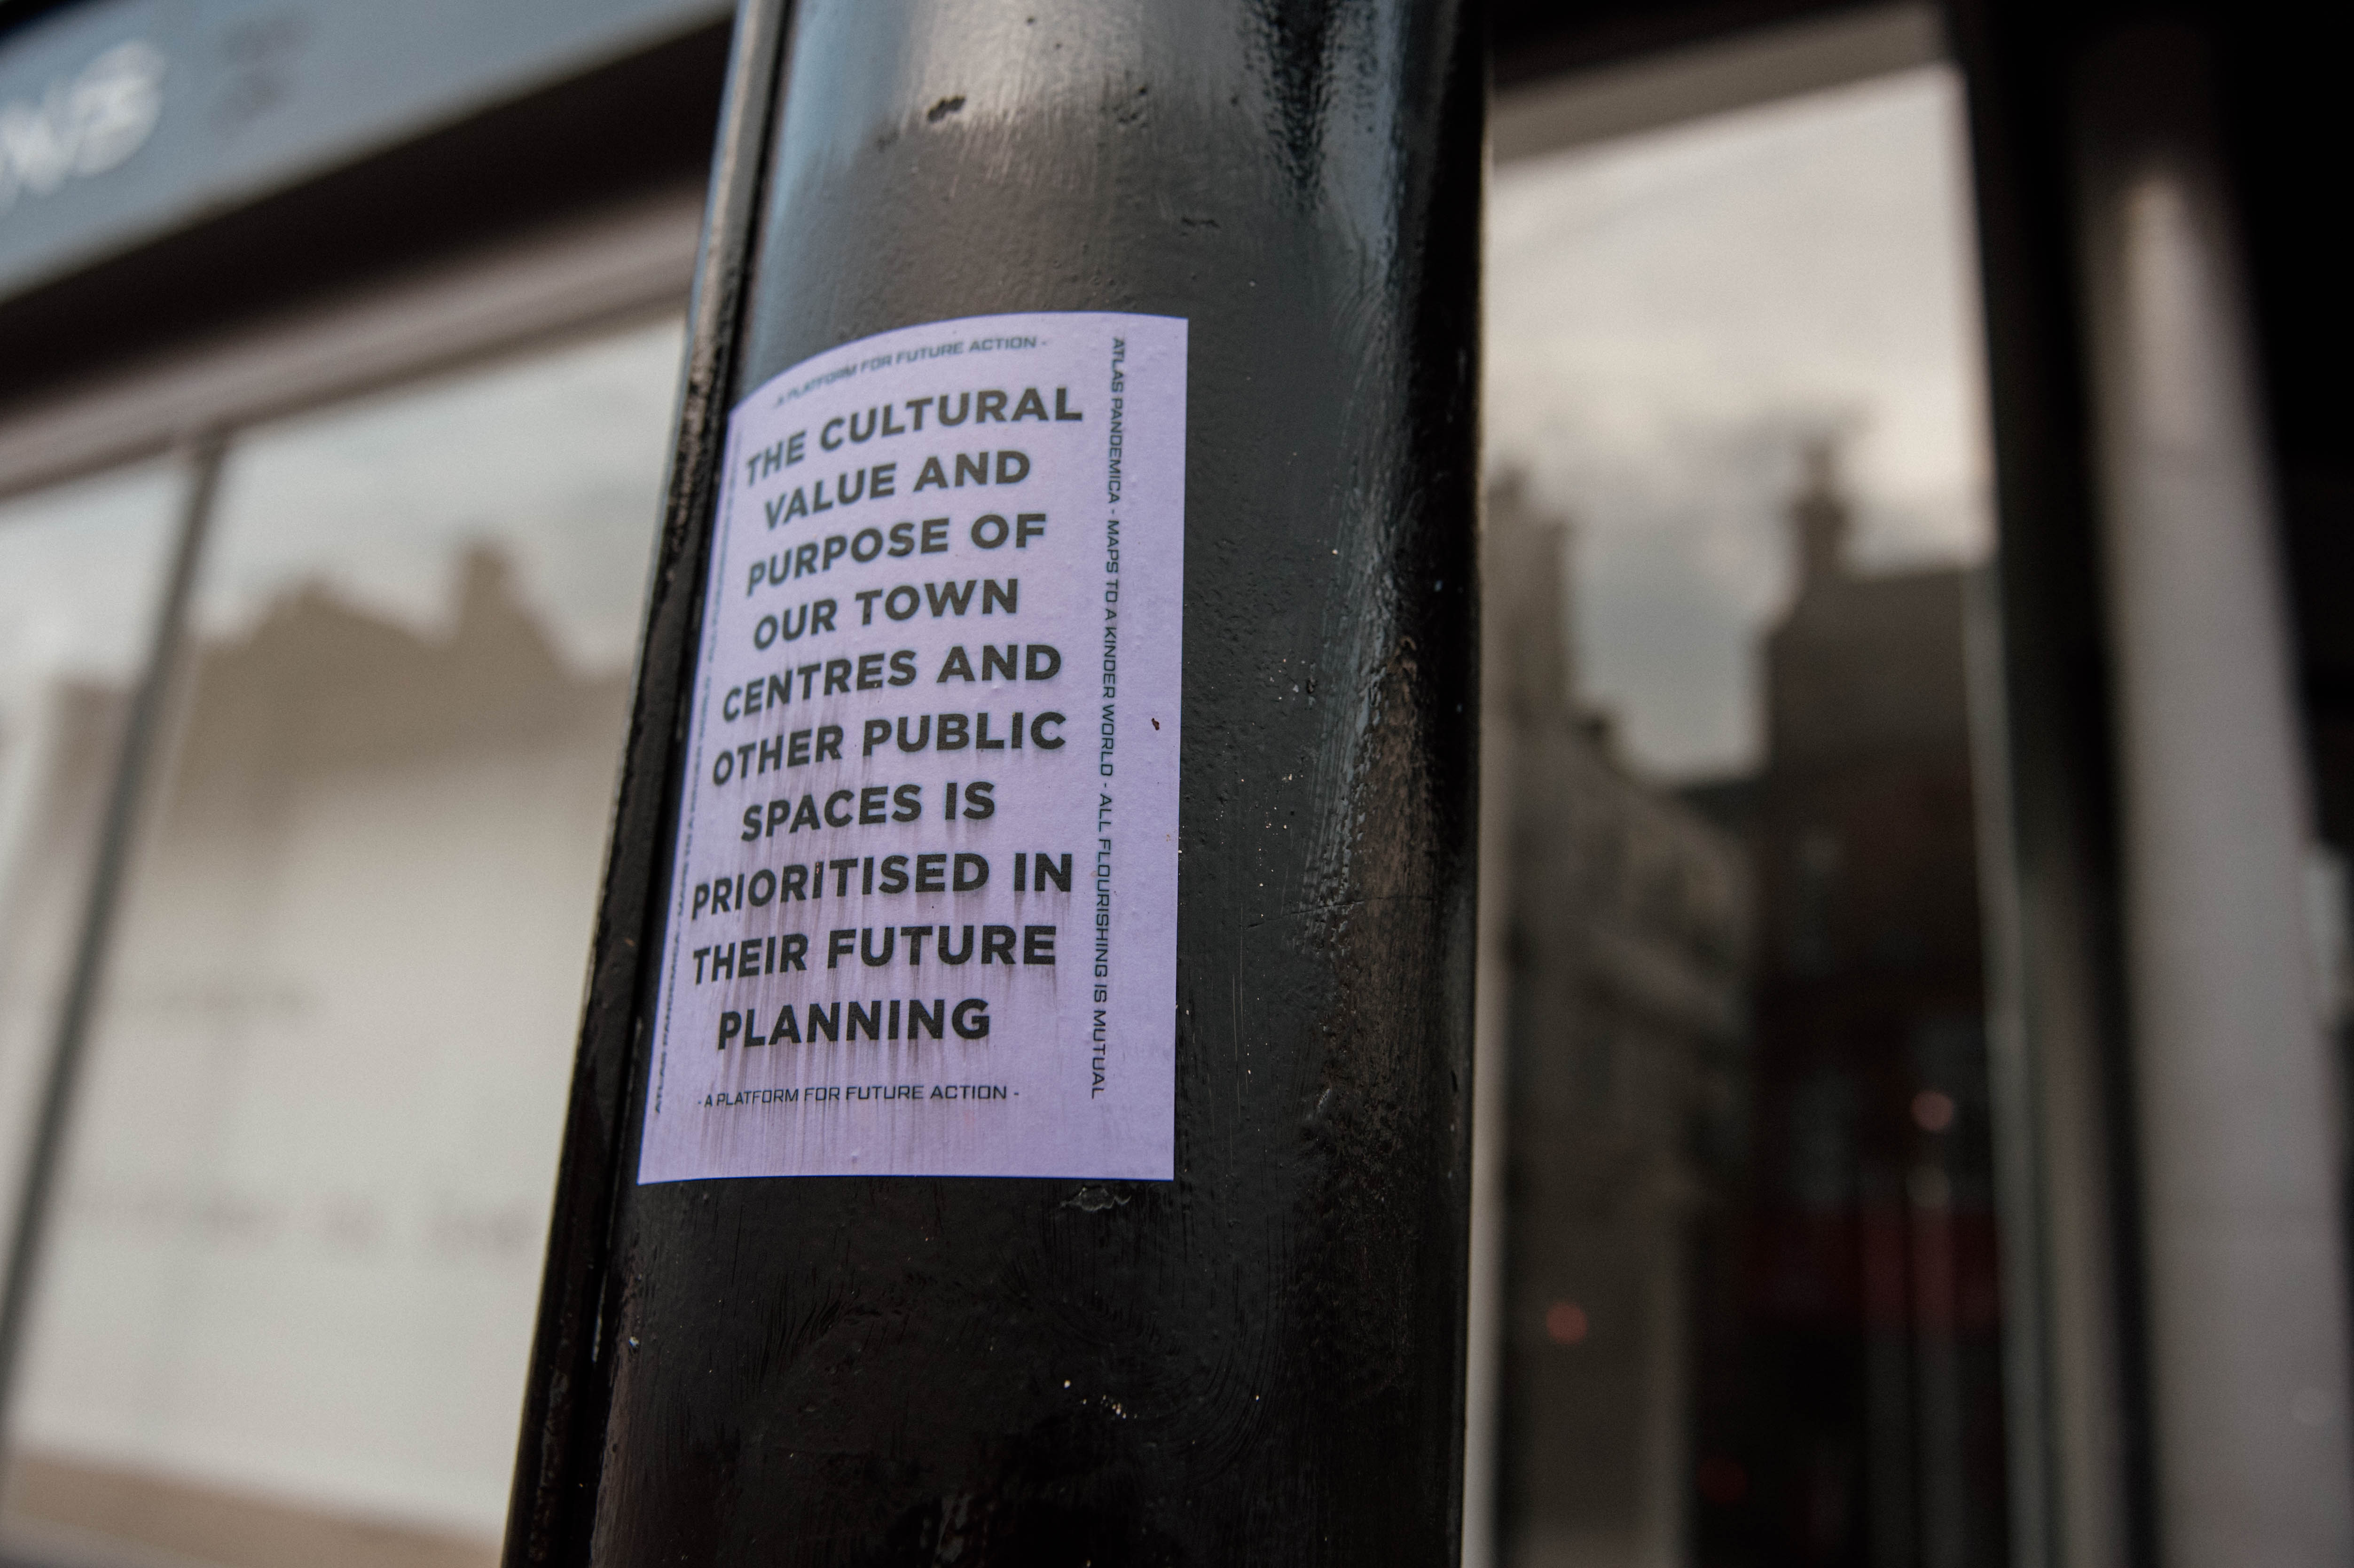 - A PLATFORM FOR FUTURE ACTION -
THE CULTURAL
VALUE AND
PURPOSE OF
OUR TOWN
CENTRES AND
OTHER PUBLIC
SPACES IS
PRIORITISED IN
THEIR FUTURE
PLANNING
- A PLATFORM FOR FUTURE ACTION -
ATLAS PANDEMICA - MAPS TO A KINDER WORLD - ALL FLOURISHING IS MUTUAL